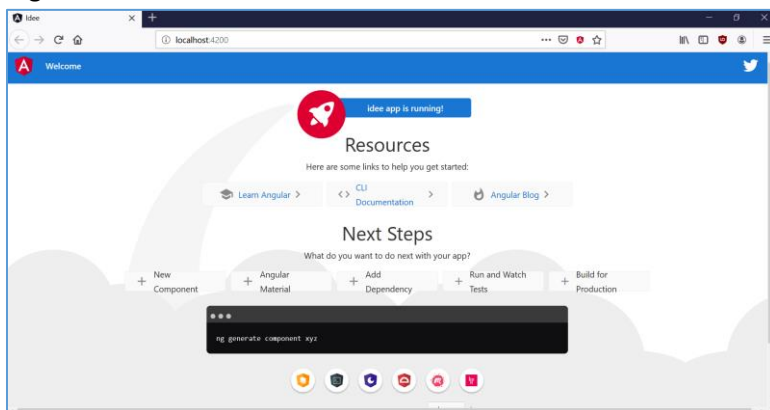 Idee
localhost:4200
Welcome
idee app is running!
Resources
Here are some links to help you get started:
Learn Angular
CLI
Documentation
Angular Blog
Next Steps
What do you want to do next with your app?
New
Component
Angular
Material
Add
Dependency
Run and Watch
Tests
Build for
Production
ng generate component xyz